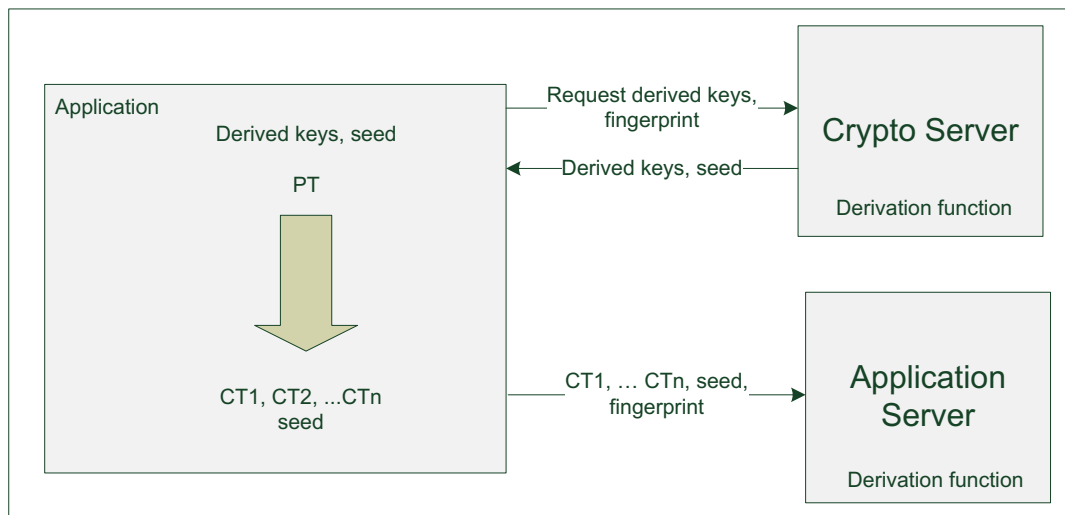 Application
Derived keys, seed
PT
CT1, CT2, ...CTn
seed
Request derived keys,
fingerprint
Derived keys, seed
Crypto Server
Derivation function
CT1, … CTn, seed,
fingerprint
Application
Server
Derivation function